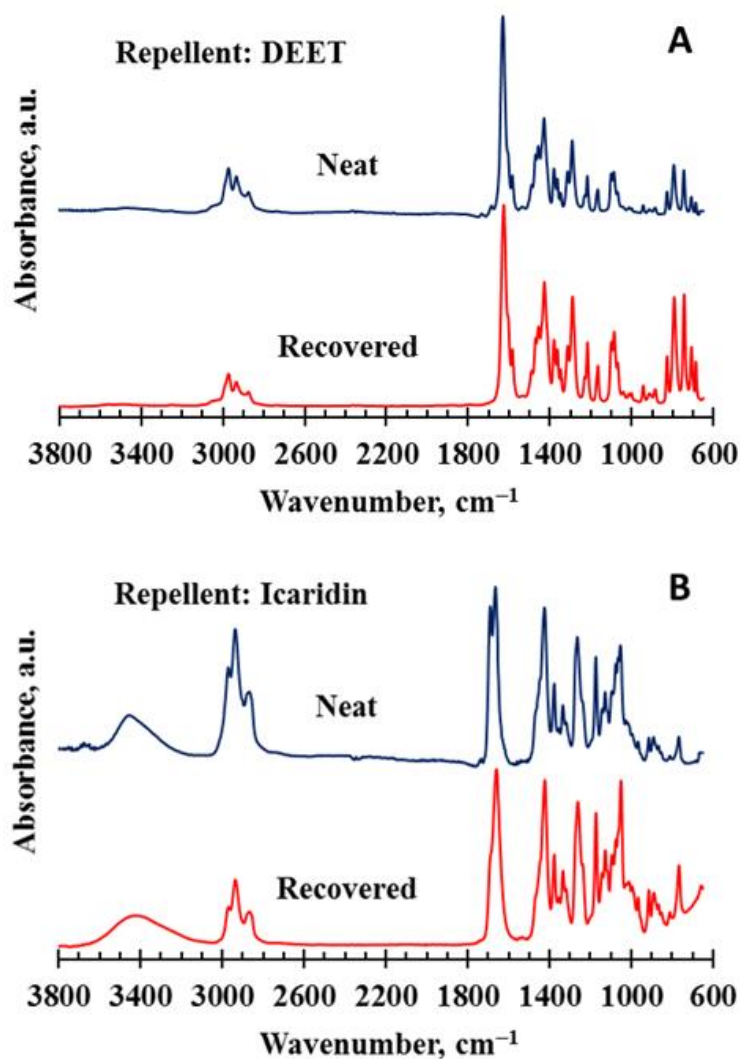 Repellent: DEET
A
Neat
Recovered
Absorbance, a.u.
3800 3400 3000 2600 2200 1800 1400 1000 600
Wavenumber, cm⁻¹
Repellent: Icaridin
B
Neat
Recovered
Absorbance, a.u.
3800 3400 3000 2600 2200 1800 1400 1000 600
Wavenumber, cm⁻¹